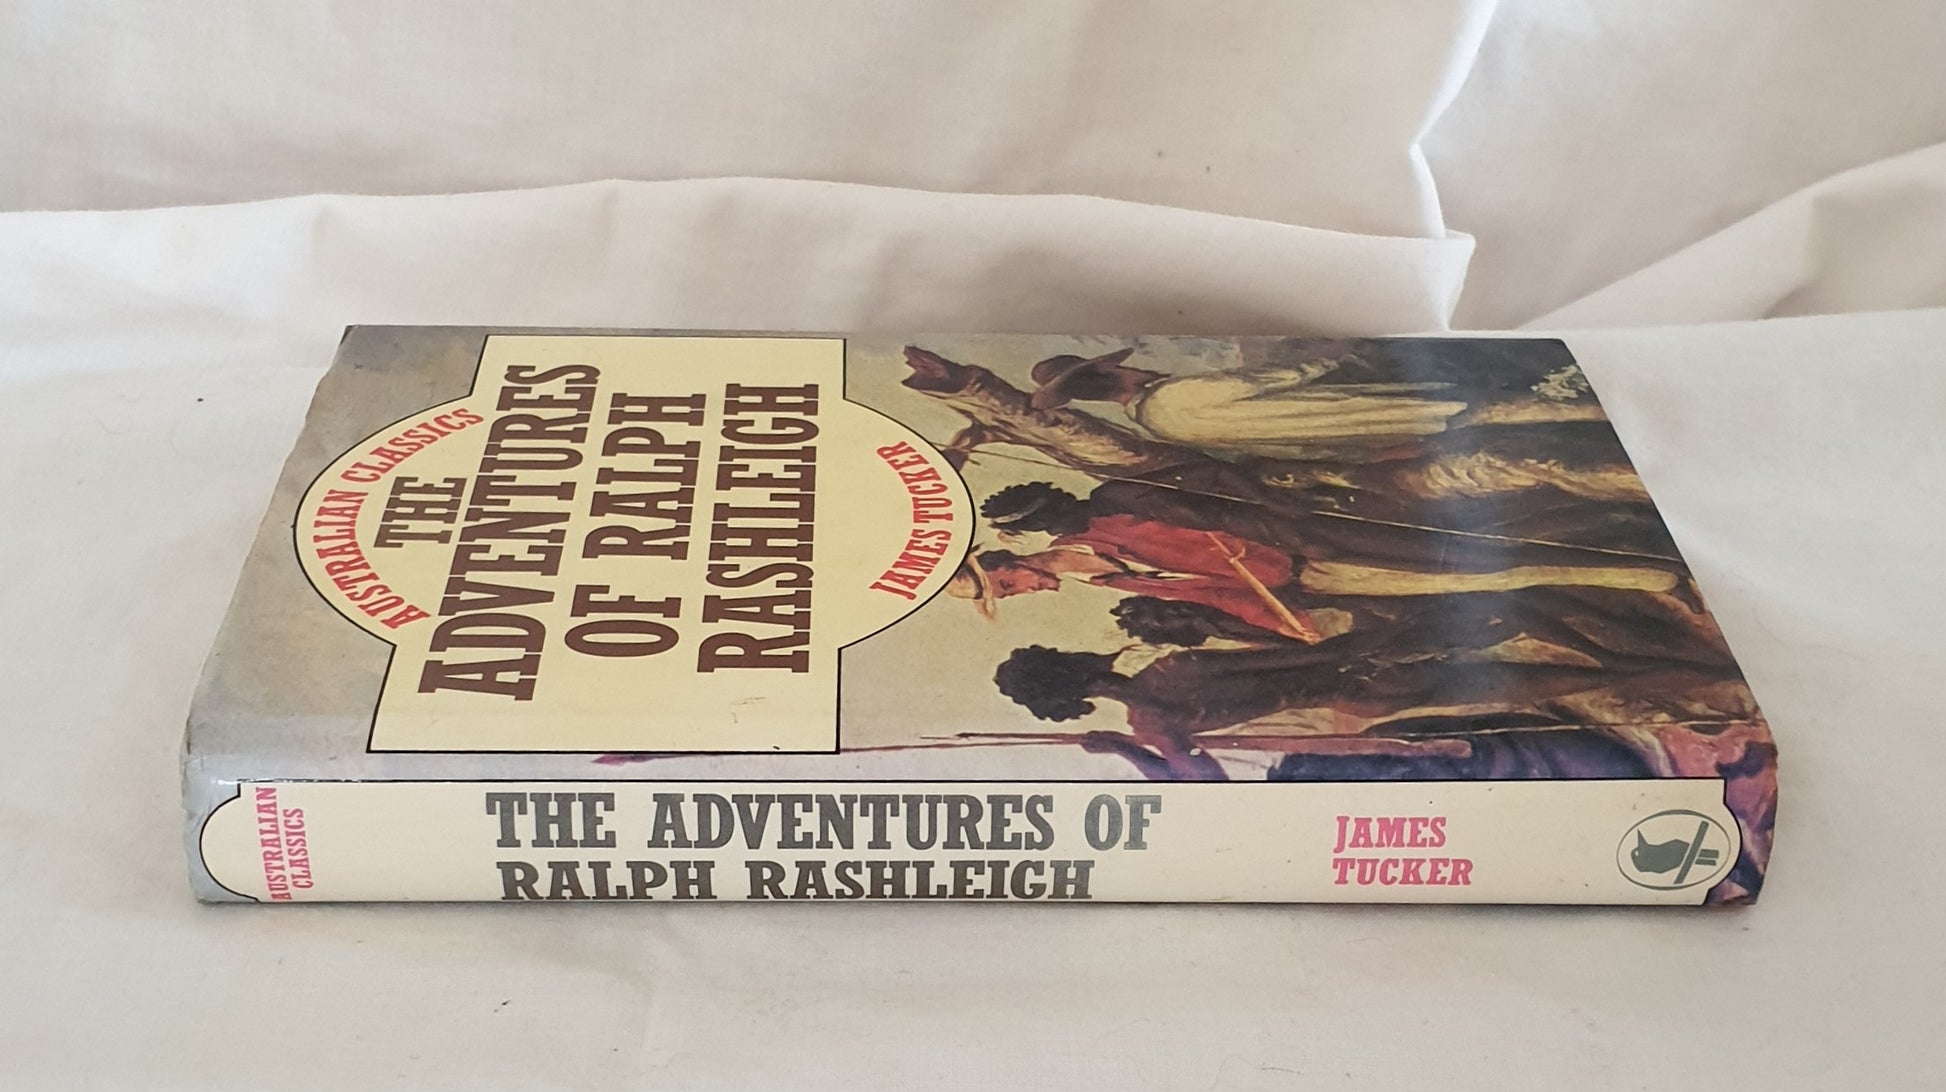 AUSTRALIAN CLASSICS
THE
ADVENTURES
OF RALPH
RASHLEIGH
JAMES TUCKER
AUSTRALIAN
CLASSICS
THE ADVENTURES OF
RALPH RASHLEIGH
JAMES
TUCKER